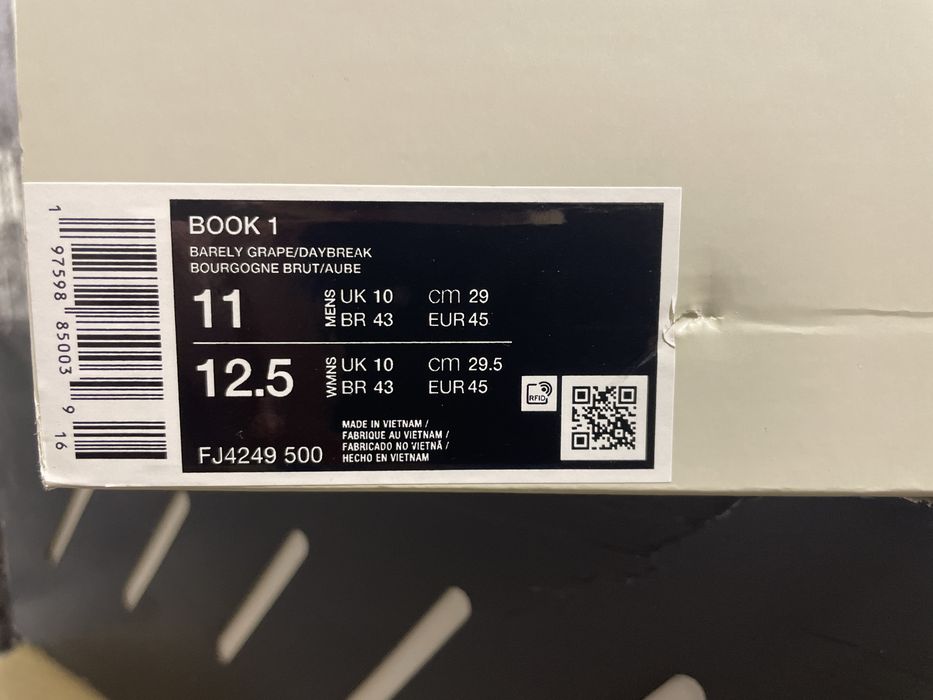 1 97598 85003 9 16
BOOK 1
BARELY GRAPE/DAYBREAK
BOURGOGNE BRUT/AUBE
11 MENS UK 10 cm 29
BR 43 EUR 45
12.5 WMNS UK 10 cm 29.5
BR 43 EUR 45
RFID
MADE IN VIETNAM /
FABRIQUE AU VIETNAM /
FABRICADO NO VIETNÃ /
HECHO EN VIETNAM
FJ4249 500